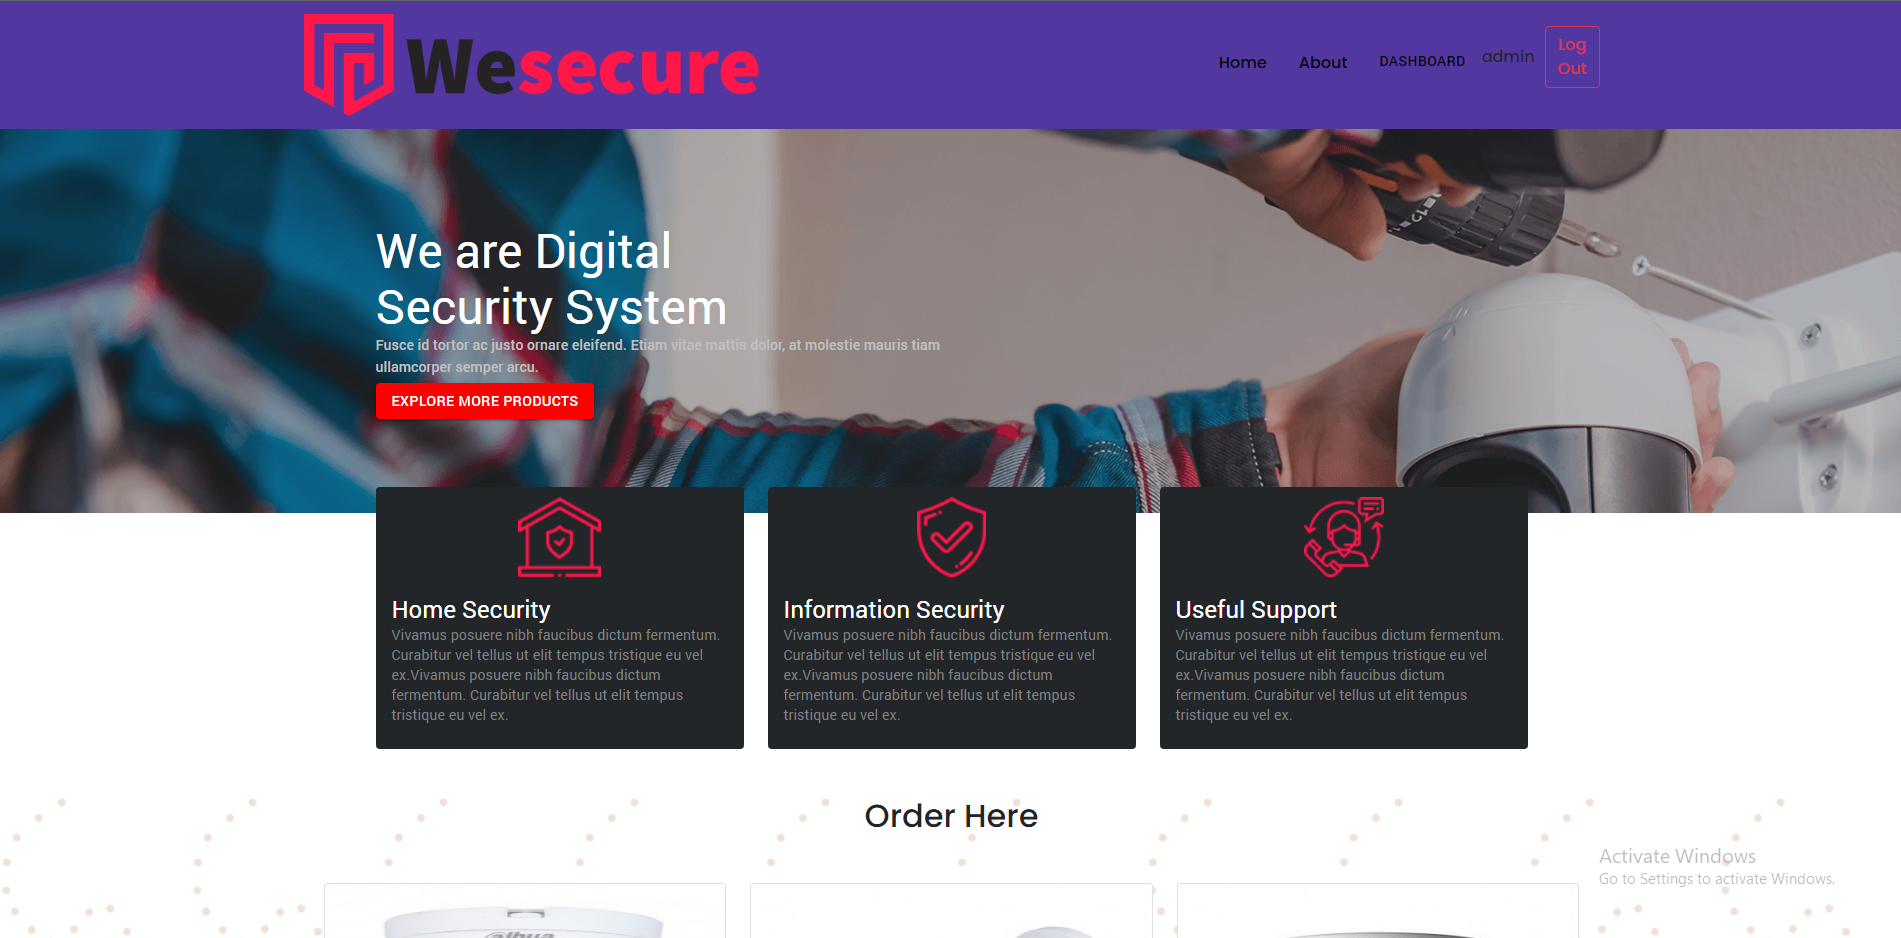 Wesecure
Home
About
DASHBOARD
admin
Log
Out
We are Digital
Security System
Fusce id tortor ac justo ornare eleifend. Etiam vitae mattis dolor, at molestie mauris tiam
ullamcorper semper arcu.
EXPLORE MORE PRODUCTS
Home Security
Vivamus posuere nibh faucibus dictum fermentum.
Curabitur vel tellus ut elit tempus tristique eu vel
ex.Vivamus posuere nibh faucibus dictum
fermentum. Curabitur vel tellus ut elit tempus
tristique eu vel ex.
Information Security
Vivamus posuere nibh faucibus dictum fermentum.
Curabitur vel tellus ut elit tempus tristique eu vel
ex.Vivamus posuere nibh faucibus dictum
fermentum. Curabitur vel tellus ut elit tempus
tristique eu vel ex.
Useful Support
Vivamus posuere nibh faucibus dictum fermentum.
Curabitur vel tellus ut elit tempus tristique eu vel
ex.Vivamus posuere nibh faucibus dictum
fermentum. Curabitur vel tellus ut elit tempus
tristique eu vel ex.
Order Here
Activate Windows
Go to Settings to activate Windows.